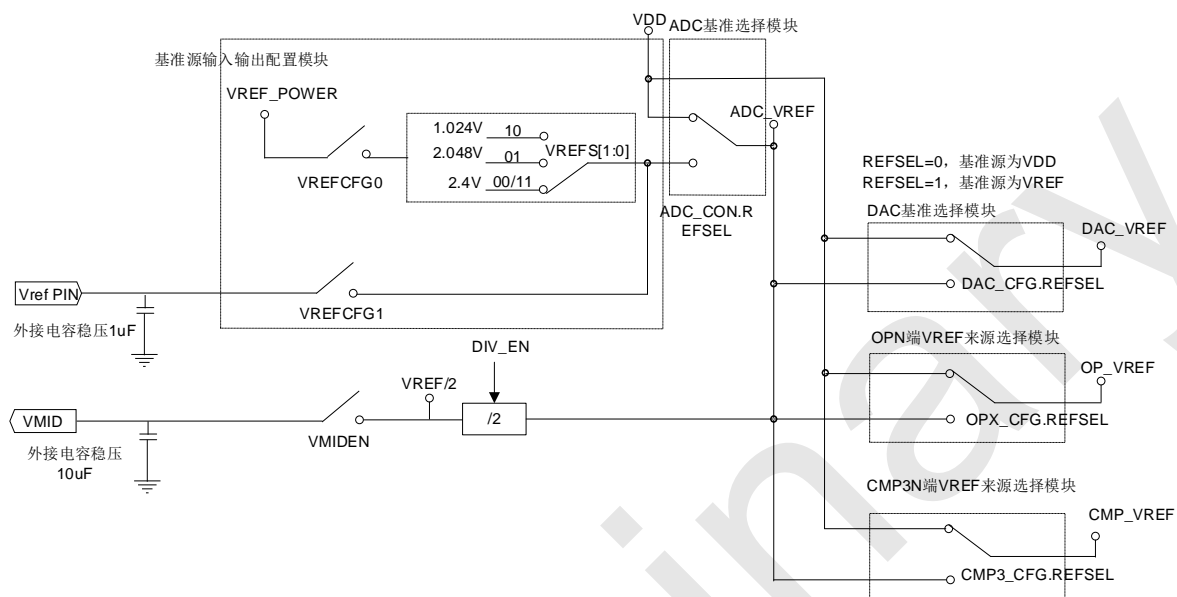 VDD
ADC基准选择模块
基准源输入输出配置模块
VREF_POWER
ADC_VREF
1.024V 10
2.048V 01
2.4V 00/11
VREFS[1:0]
VREFCFG0
ADC_CON.R
EFSEL
REFSEL=0，基准源为VDD
REFSEL=1，基准源为VREF
DAC基准选择模块
DAC_VREF
DAC_CFG.REFSEL
Vref PIN
VREFCFG1
外接电容稳压1uF
DIV_EN
OPN端VREF来源选择模块
VREF/2
OP_VREF
VMID
/2
OPX_CFG.REFSEL
VMIDEN
外接电容稳压
10uF
CMP3N端VREF来源选择模块
CMP_VREF
CMP3_CFG.REFSEL